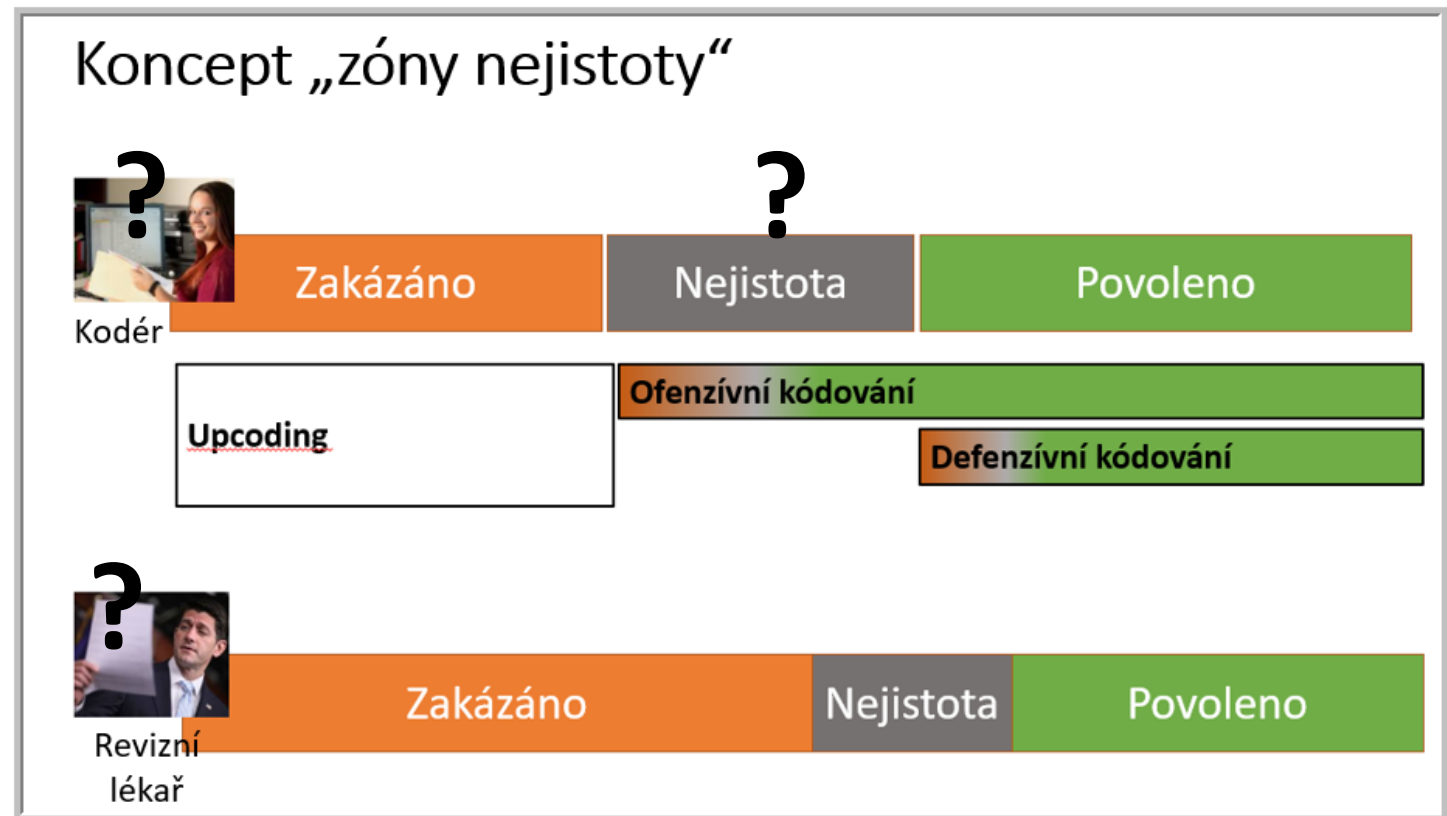 Koncept „zóny nejistoty“
?
?
Zakázáno
Nejistota
Povoleno
Kodér
Ofenzívní kódování
Upcoding
Defenzívní kódování
?
Zakázáno
Nejistota
Povoleno
Revizní
lékař